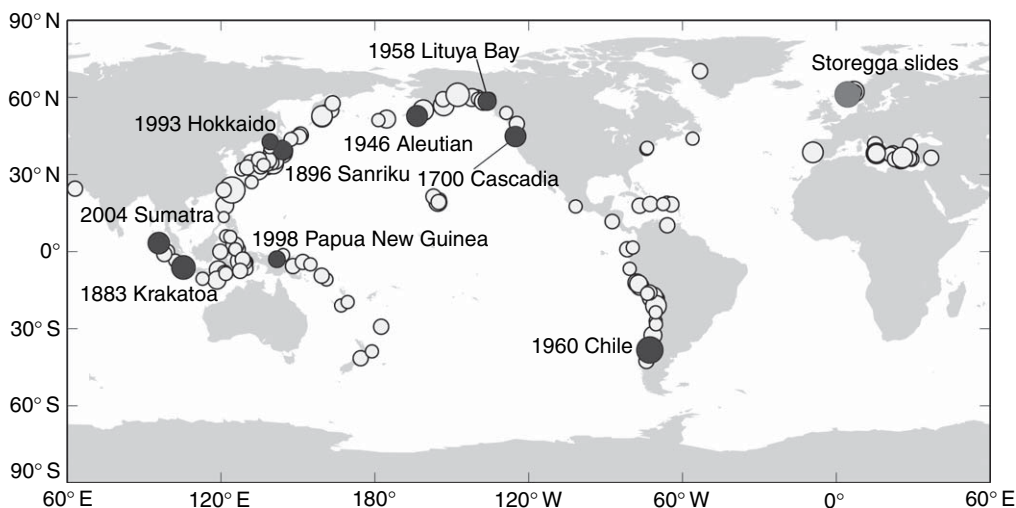 90° N
1958 Lituya Bay
Storegga slides
60° N
1993 Hokkaido
1946 Aleutian
1896 Sanriku
1700 Cascadia
30° N
2004 Sumatra
1998 Papua New Guinea
0°
1883 Krakatoa
30° S
1960 Chile
60° S
90° S
60° E
120° E
180°
120° W
60° W
0°
60° E